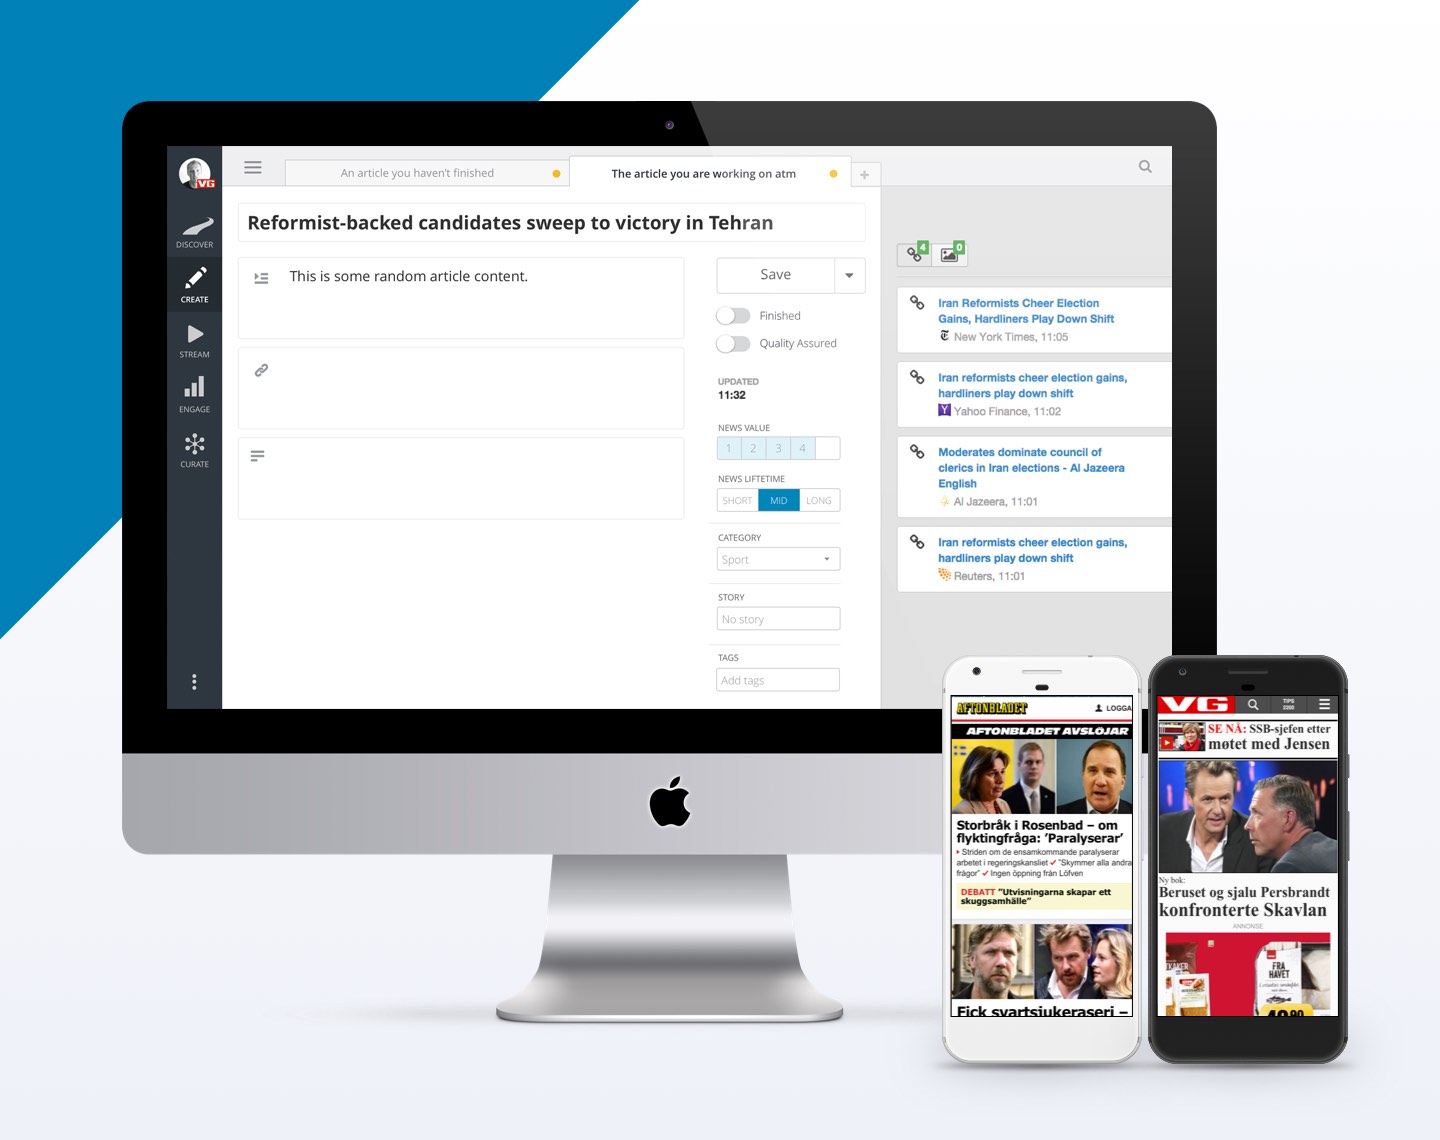 VG
DISCOVER
CREATE
STREAM
ENGAGE
CURATE
An article you haven't finished
The article you are working on atm
+
Reformist-backed candidates sweep to victory in Tehran
This is some random article content.
Save
Finished
Quality Assured
UPDATED
11:32
NEWS VALUE
1 2 3 4
NEWS LIFTETIME
SHORT MID LONG
CATEGORY
Sport
STORY
No story
TAGS
Add tags
4 0
Iran Reformists Cheer Election
Gains, Hardliners Play Down Shift
New York Times, 11:05
Iran reformists cheer election gains,
hardliners play down shift
Y Yahoo Finance, 11:02
Moderates dominate council of
clerics in Iran elections - Al Jazeera
English
Al Jazeera, 11:01
Iran reformists cheer election gains,
hardliners play down shift
Reuters, 11:01
AFTONBLADET LOGGA
AFTONBLADET AVSLÖJAR
Storbråk i Rosenbad – om
flyktingfråga: 'Paralyserar'
Striden om de ensamkommande paralyserar
arbetet i regeringskansliet ✔ "Skymmer alla andra
frågor" ✔ Ingen öppning från Löfven
DEBATT "Utvisningarna skapar ett
skuggsamhälle"
Fick svartsjukeraseri –
VG TIPS
2200
SE NÅ: SSB-sjefen etter
møtet med Jensen
Ny bok:
Beruset og sjalu Persbrandt
konfronterte Skavlan
ANNONSE
FRA
HAVET
49,90